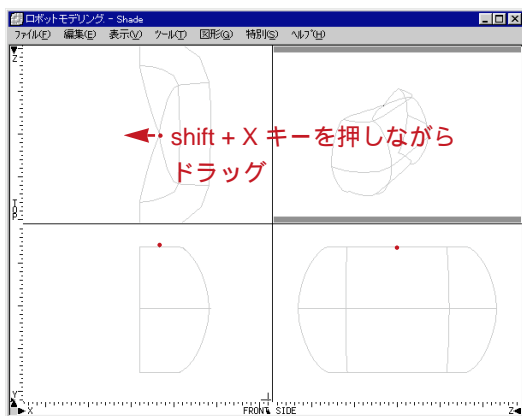 ロボットモデリング. - Shade
ファイル(F) 編集(E) 表示(V) ツール(T) 図形(G) 特別(S) ヘルプ(H)
Z
shift + X キーを押しながら
ドラッグ
TOP
Y
X FRONT SIDE Z